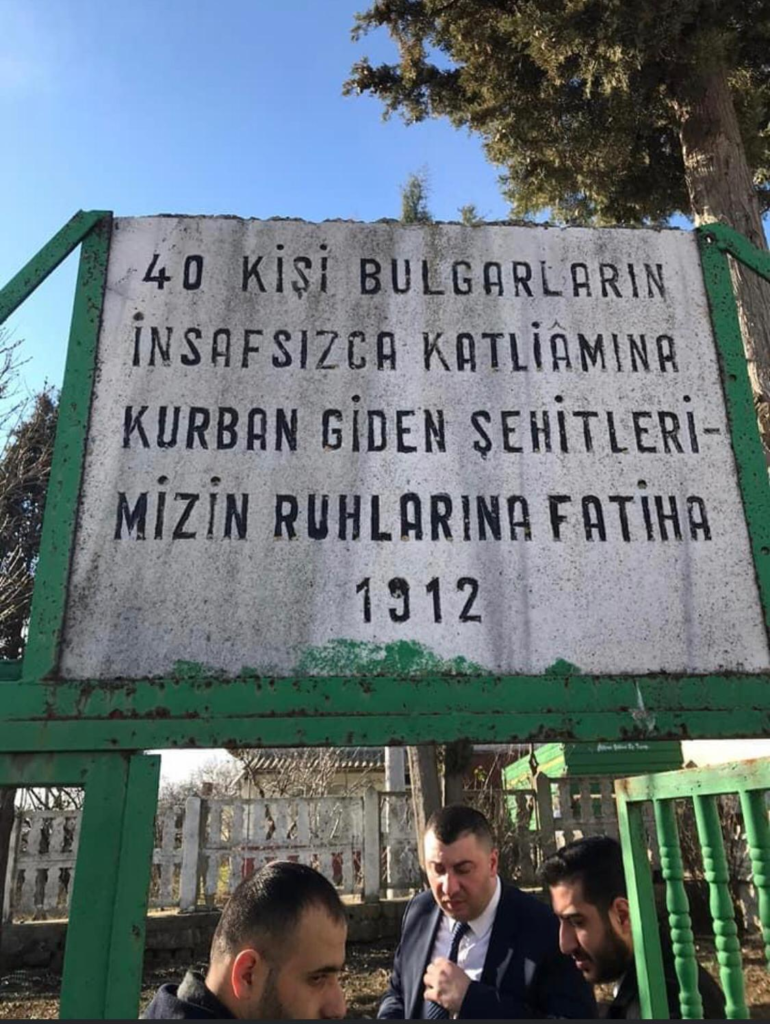 40 KİŞİ BULGARLARIN
İNSAFSIZCA KATLİÂMINA
KURBAN GİDEN ŞEHİTLERİ-
MİZİN RUHLARINA FATİHA
1912